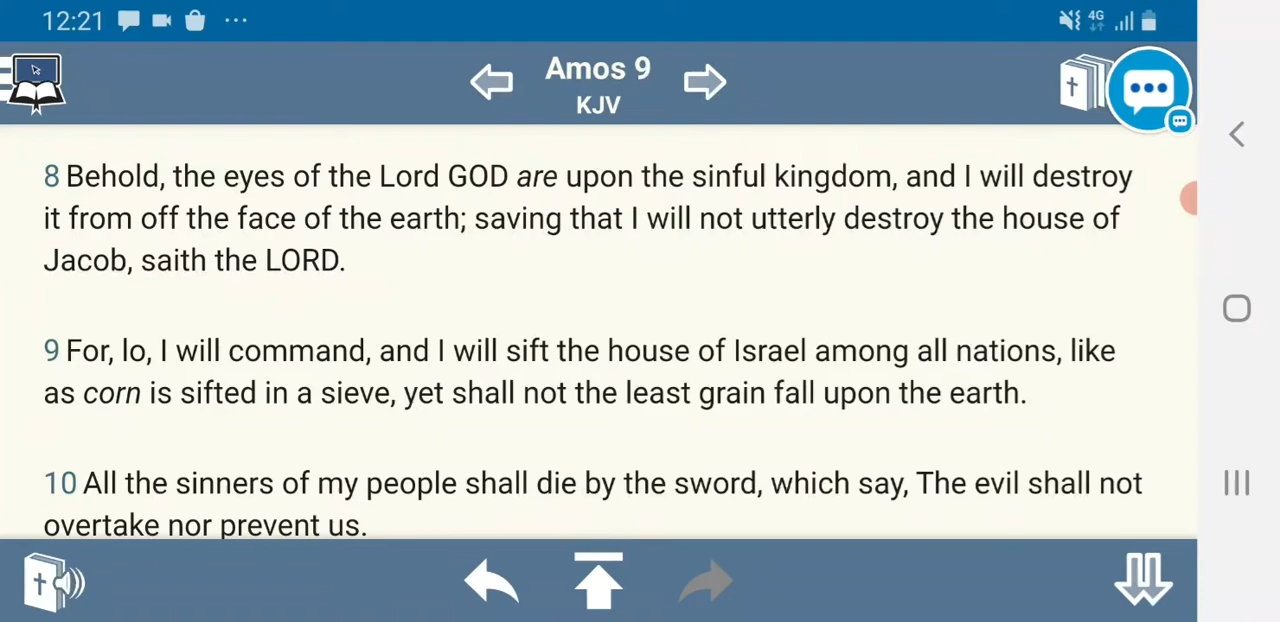 12:21
4G
Amos 9
KJV
8 Behold, the eyes of the Lord GOD are upon the sinful kingdom, and I will destroy
it from off the face of the earth; saving that I will not utterly destroy the house of
Jacob, saith the LORD.
9 For, lo, I will command, and I will sift the house of Israel among all nations, like
as corn is sifted in a sieve, yet shall not the least grain fall upon the earth.
10 All the sinners of my people shall die by the sword, which say, The evil shall not
overtake nor prevent us.